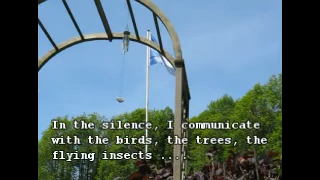 In the silence, I communicate
with the birds, the trees, the
flying insects ....